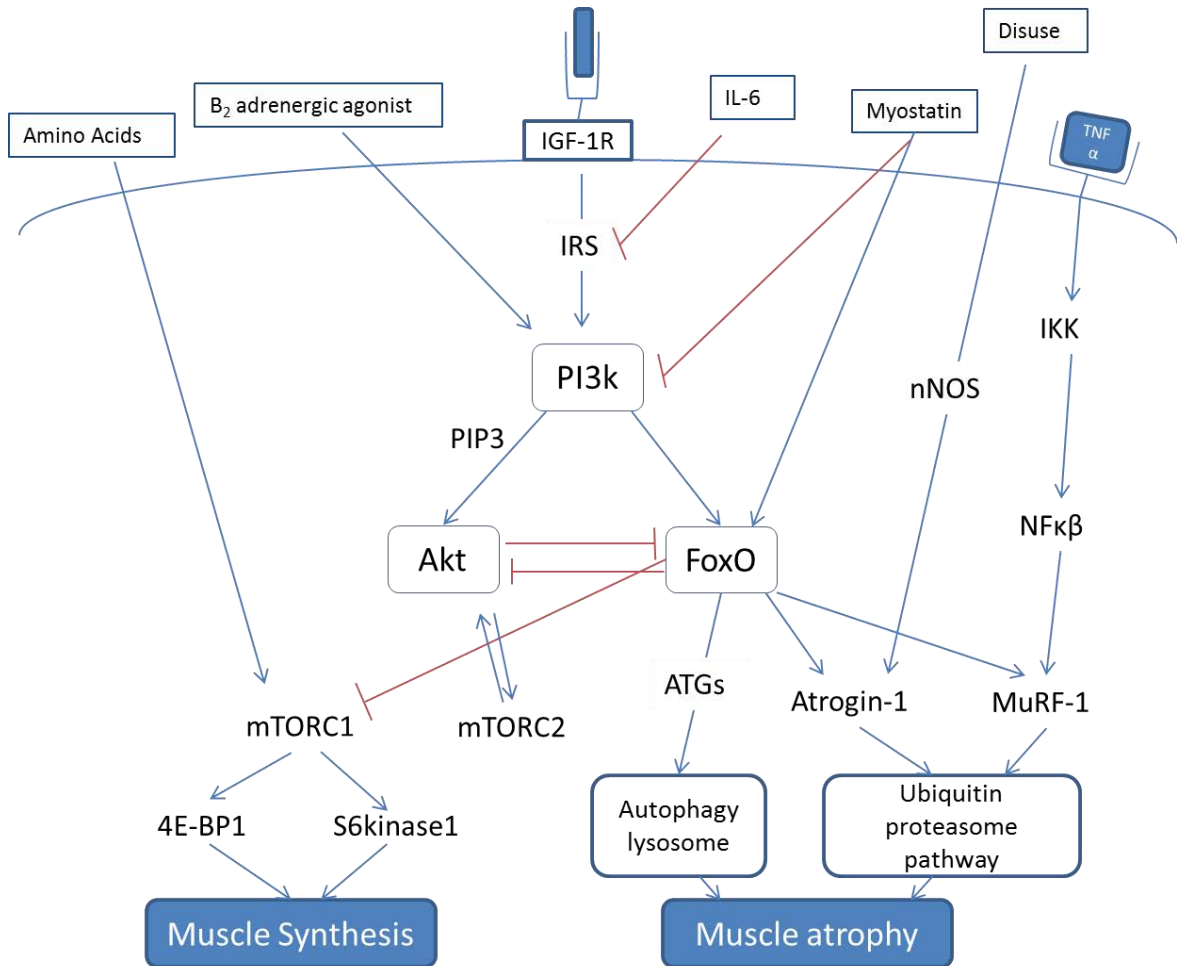 Disuse
B₂ adrenergic agonist
IL-6
Myostatin
Amino Acids
IGF-1R
TNF
α
IRS
IKK
PI3k
nNOS
PIP3
NFκβ
Akt
FoxO
ATGs
Atrogin-1
MuRF-1
mTORC1
mTORC2
4E-BP1
S6kinase1
Autophagy
lysosome
Ubiquitin
proteasome
pathway
Muscle Synthesis
Muscle atrophy